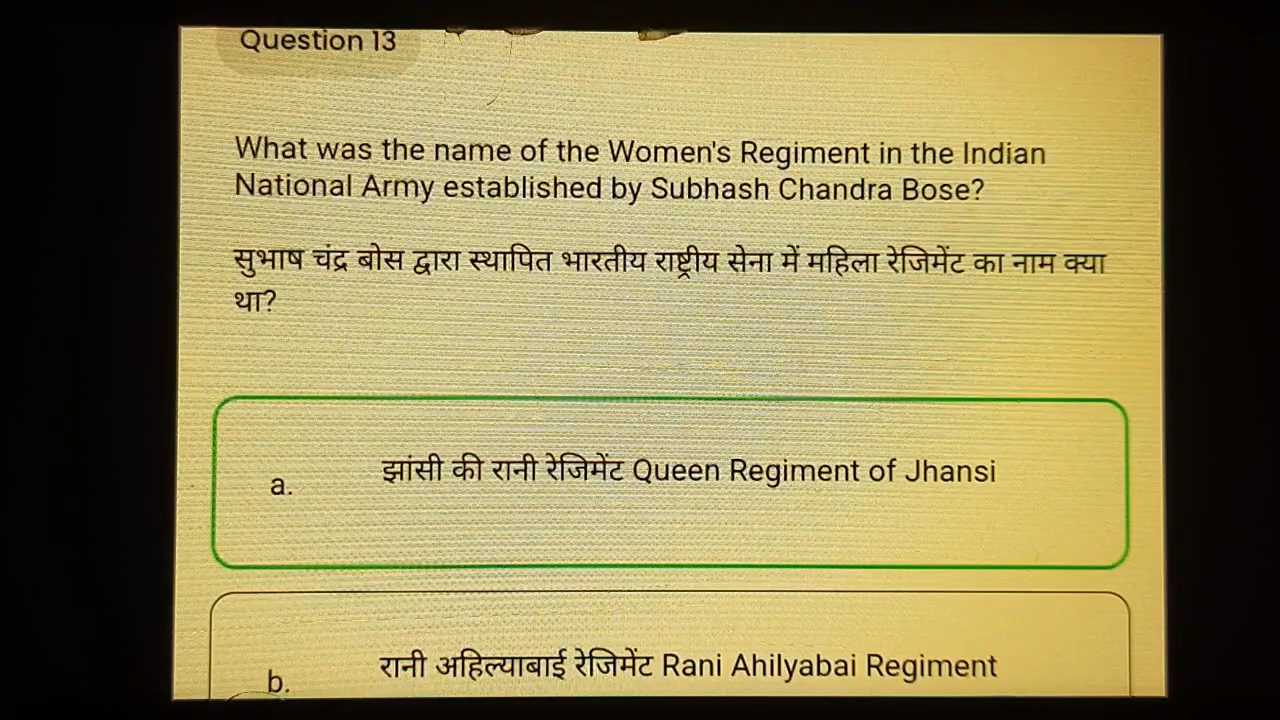 Question 13
What was the name of the Women's Regiment in the Indian
National Army established by Subhash Chandra Bose?
सुभाष चंद्र बोस द्वारा स्थापित भारतीय राष्ट्रीय सेना में महिला रेजिमेंट का नाम क्या
था?
a. झांसी की रानी रेजिमेंट Queen Regiment of Jhansi
b. रानी अहिल्याबाई रेजिमेंट Rani Ahilyabai Regiment